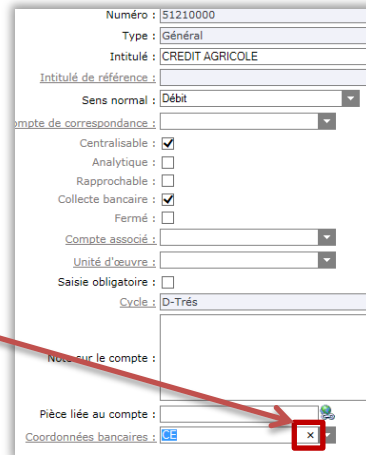 Numéro : 51210000
Type : Général
Intitulé : CREDIT AGRICOLE
Intitulé de référence :
Sens normal : Débit
ompte de correspondance :
Centralisable :
Analytique :
Rapprochable :
Collecte bancaire :
Fermé :
Compte associé :
Unité d'œuvre :
Saisie obligatoire :
Cycle : D-Trés
Note sur le compte :
Pièce liée au compte :
Coordonnées bancaires : CE